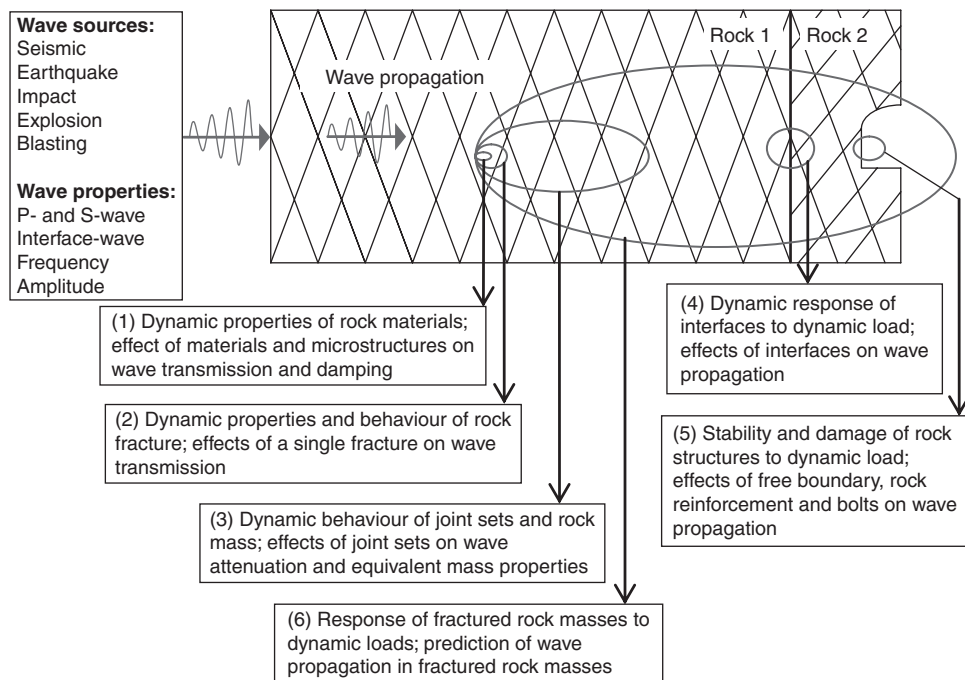 Wave sources:
Seismic
Earthquake
Impact
Explosion
Blasting
Wave properties:
P- and S-wave
Interface-wave
Frequency
Amplitude
Wave propagation
Rock 1
Rock 2
(1) Dynamic properties of rock materials;
effect of materials and microstructures on
wave transmission and damping
(2) Dynamic properties and behaviour of rock
fracture; effects of a single fracture on wave
transmission
(3) Dynamic behaviour of joint sets and rock
mass; effects of joint sets on wave
attenuation and equivalent mass properties
(4) Dynamic response of
interfaces to dynamic load;
effects of interfaces on wave
propagation
(5) Stability and damage of rock
structures to dynamic load;
effects of free boundary, rock
reinforcement and bolts on wave
propagation
(6) Response of fractured rock masses to
dynamic loads; prediction of wave
propagation in fractured rock masses